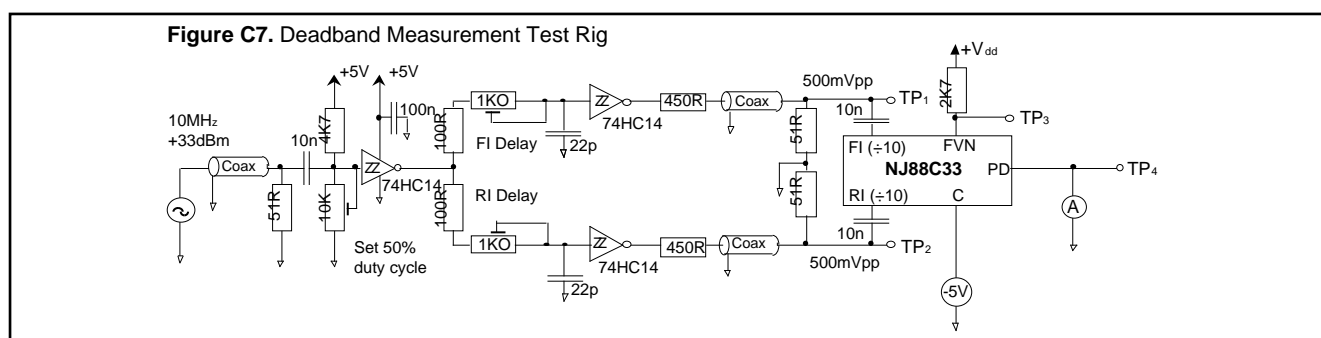 Figure C7. Deadband Measurement Test Rig
+5V
+5V
10MHz
+33dBm
Coax
10n
51R
4K7
10K
Set 50%
duty cycle
100n
74HC14
100R
1KO
FI Delay
22p
74HC14
450R
Coax
500mVpp
10n
TP1
51R
100R
RI Delay
1KO
22p
74HC14
450R
Coax
51R
500mVpp
10n
TP2
+Vdd
2K7
TP3
FI (÷10)
FVN
NJ88C33
PD
RI (÷10)
C
A
TP4
-5V